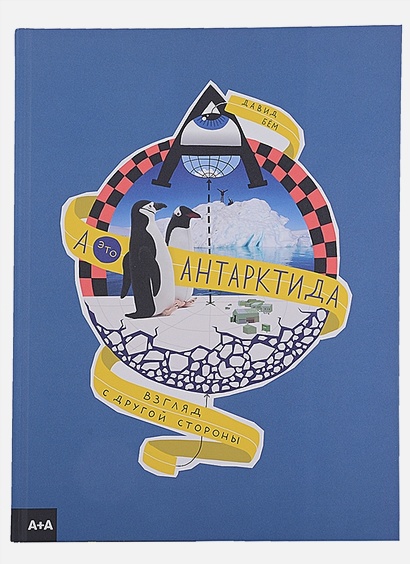 ДАВИД
БЕМ
А
ЭТО
АНТАРКТИДА
ВЗГЛЯД
С ДРУГОЙ СТОРОНЫ
А+А